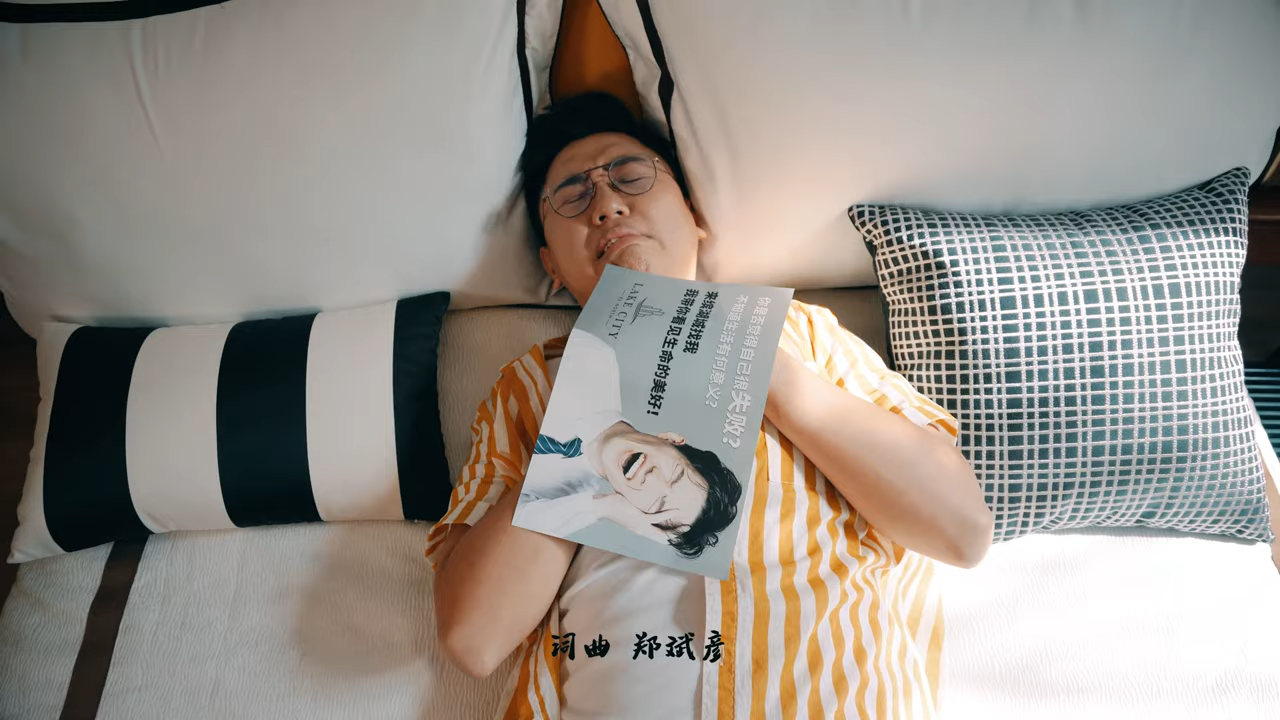 你是否觉得自己很失败?
不知道生活有何意义?
来缤湖城找我
我带你看见生命的美好!
LAKE CITY
词曲 郑斌彦